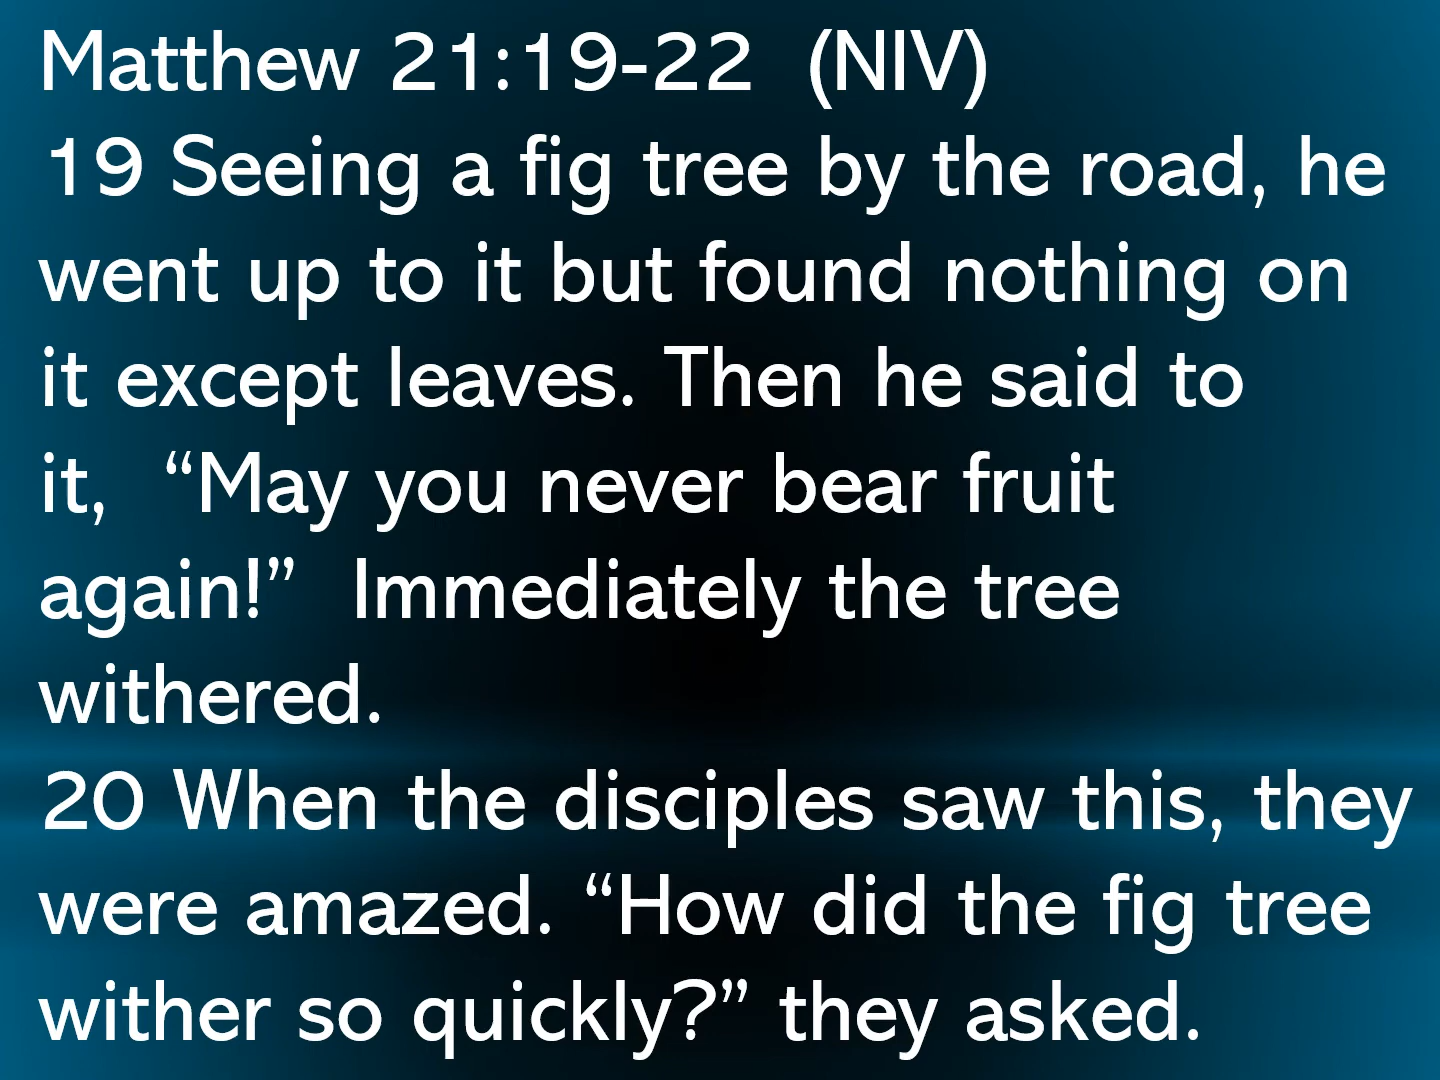 Matthew 21:19-22  (NIV)
19 Seeing a fig tree by the road, he
went up to it but found nothing on
it except leaves. Then he said to
it,  “May you never bear fruit
again!”  Immediately the tree
withered.
20 When the disciples saw this, they
were amazed. “How did the fig tree
wither so quickly?” they asked.